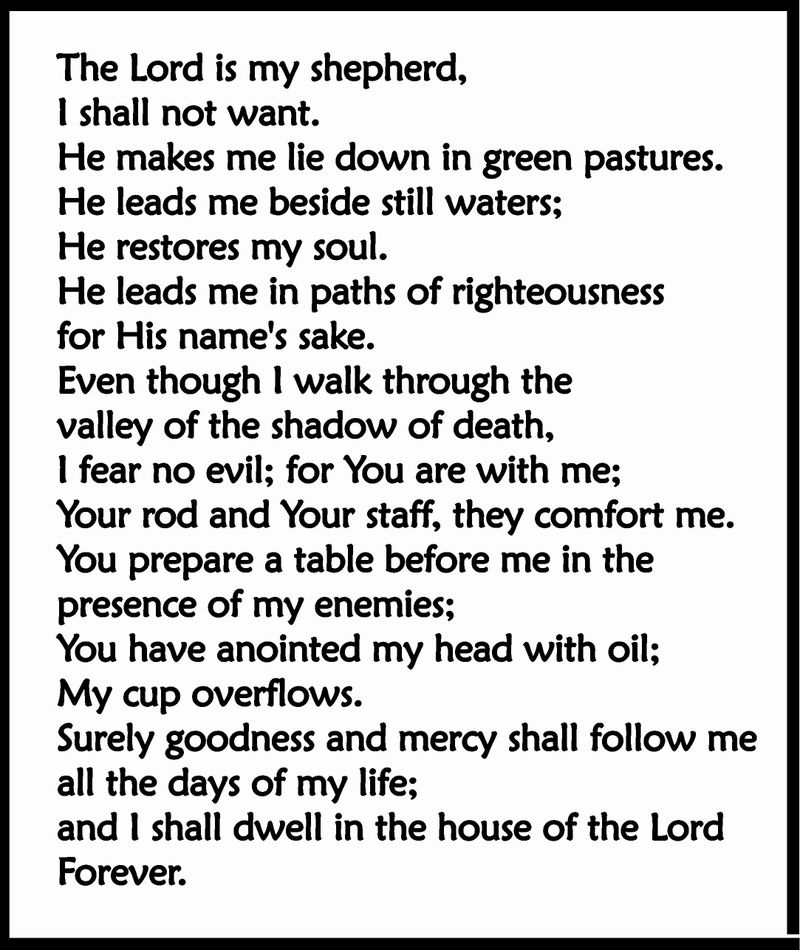 The Lord is my shepherd,
I shall not want.
He makes me lie down in green pastures.
He leads me beside still waters;
He restores my soul.
He leads me in paths of righteousness
for His name's sake.
Even though I walk through the
valley of the shadow of death,
I fear no evil; for You are with me;
Your rod and Your staff, they comfort me.
You prepare a table before me in the
presence of my enemies;
You have anointed my head with oil;
My cup overflows.
Surely goodness and mercy shall follow me
all the days of my life;
and I shall dwell in the house of the Lord
Forever.